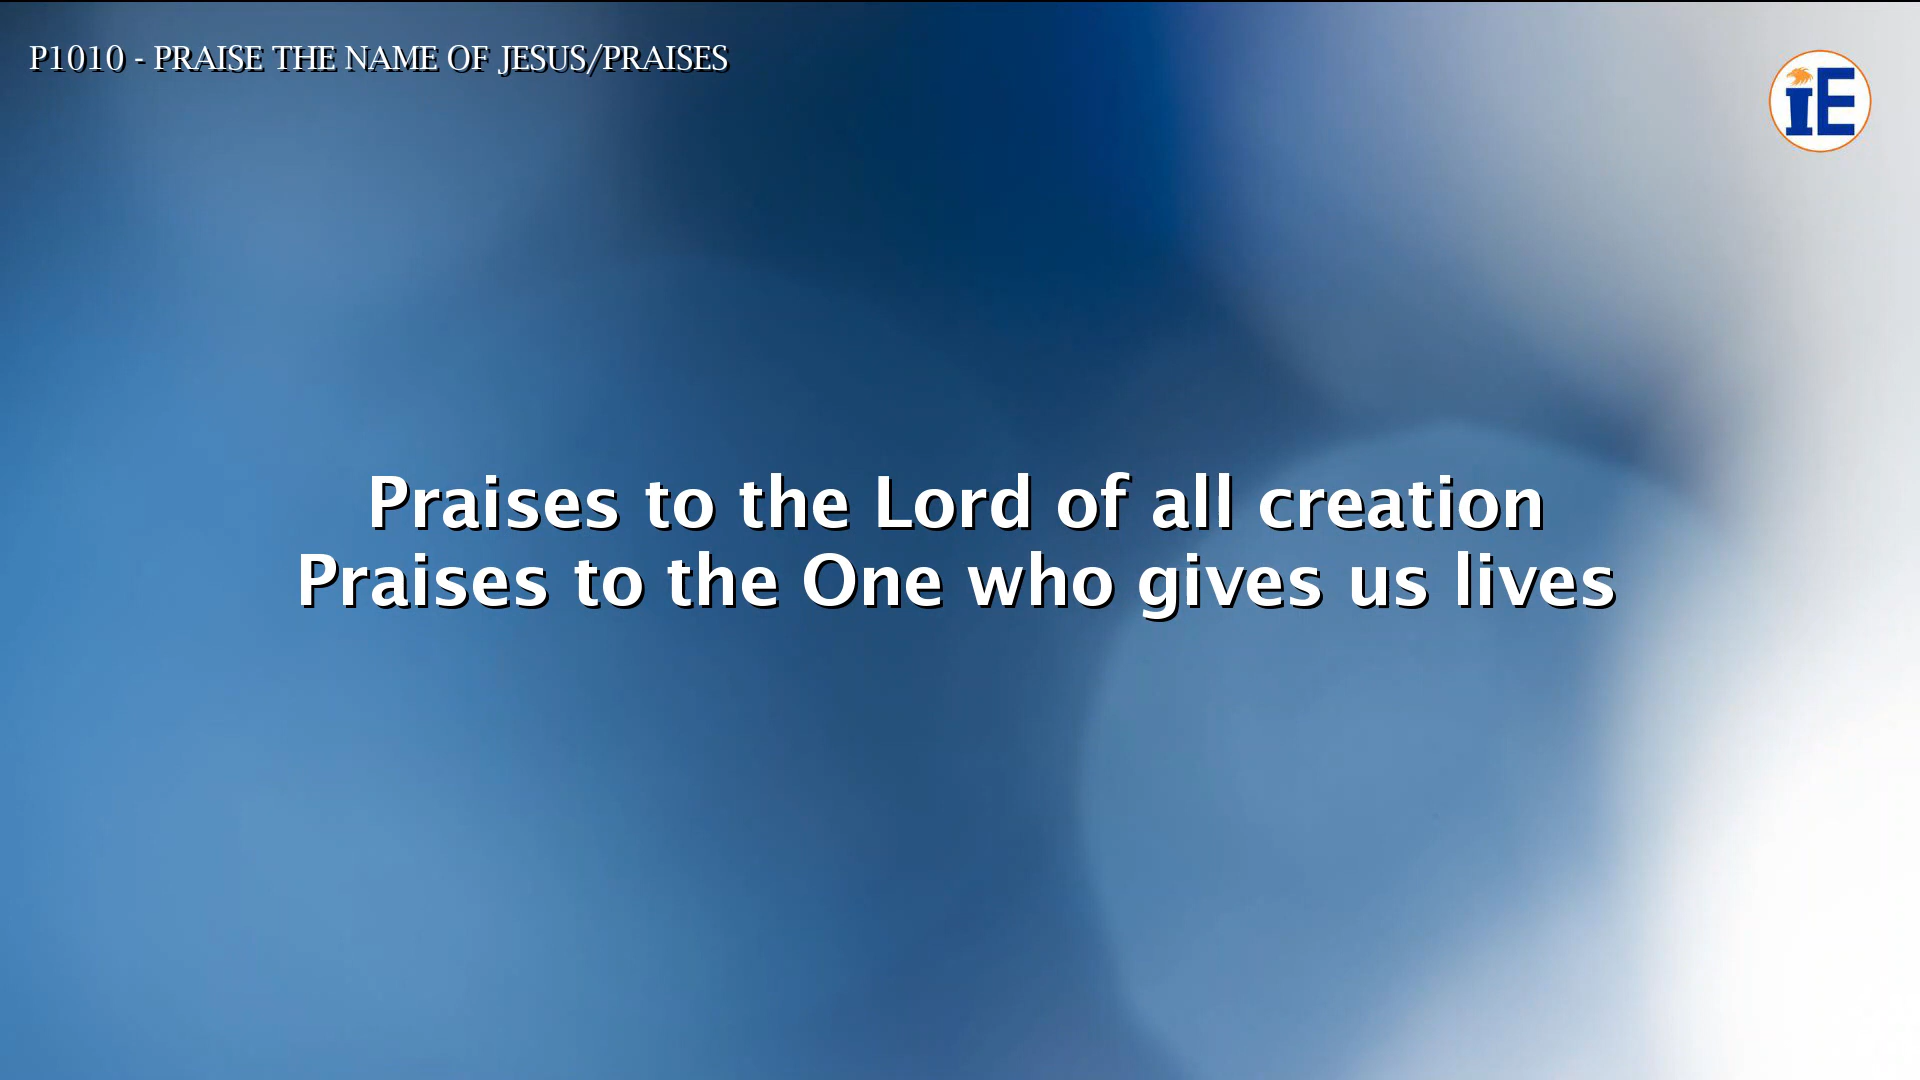 P1010 - PRAISE THE NAME OF JESUS/PRAISES
iE
Praises to the Lord of all creation
Praises to the One who gives us lives